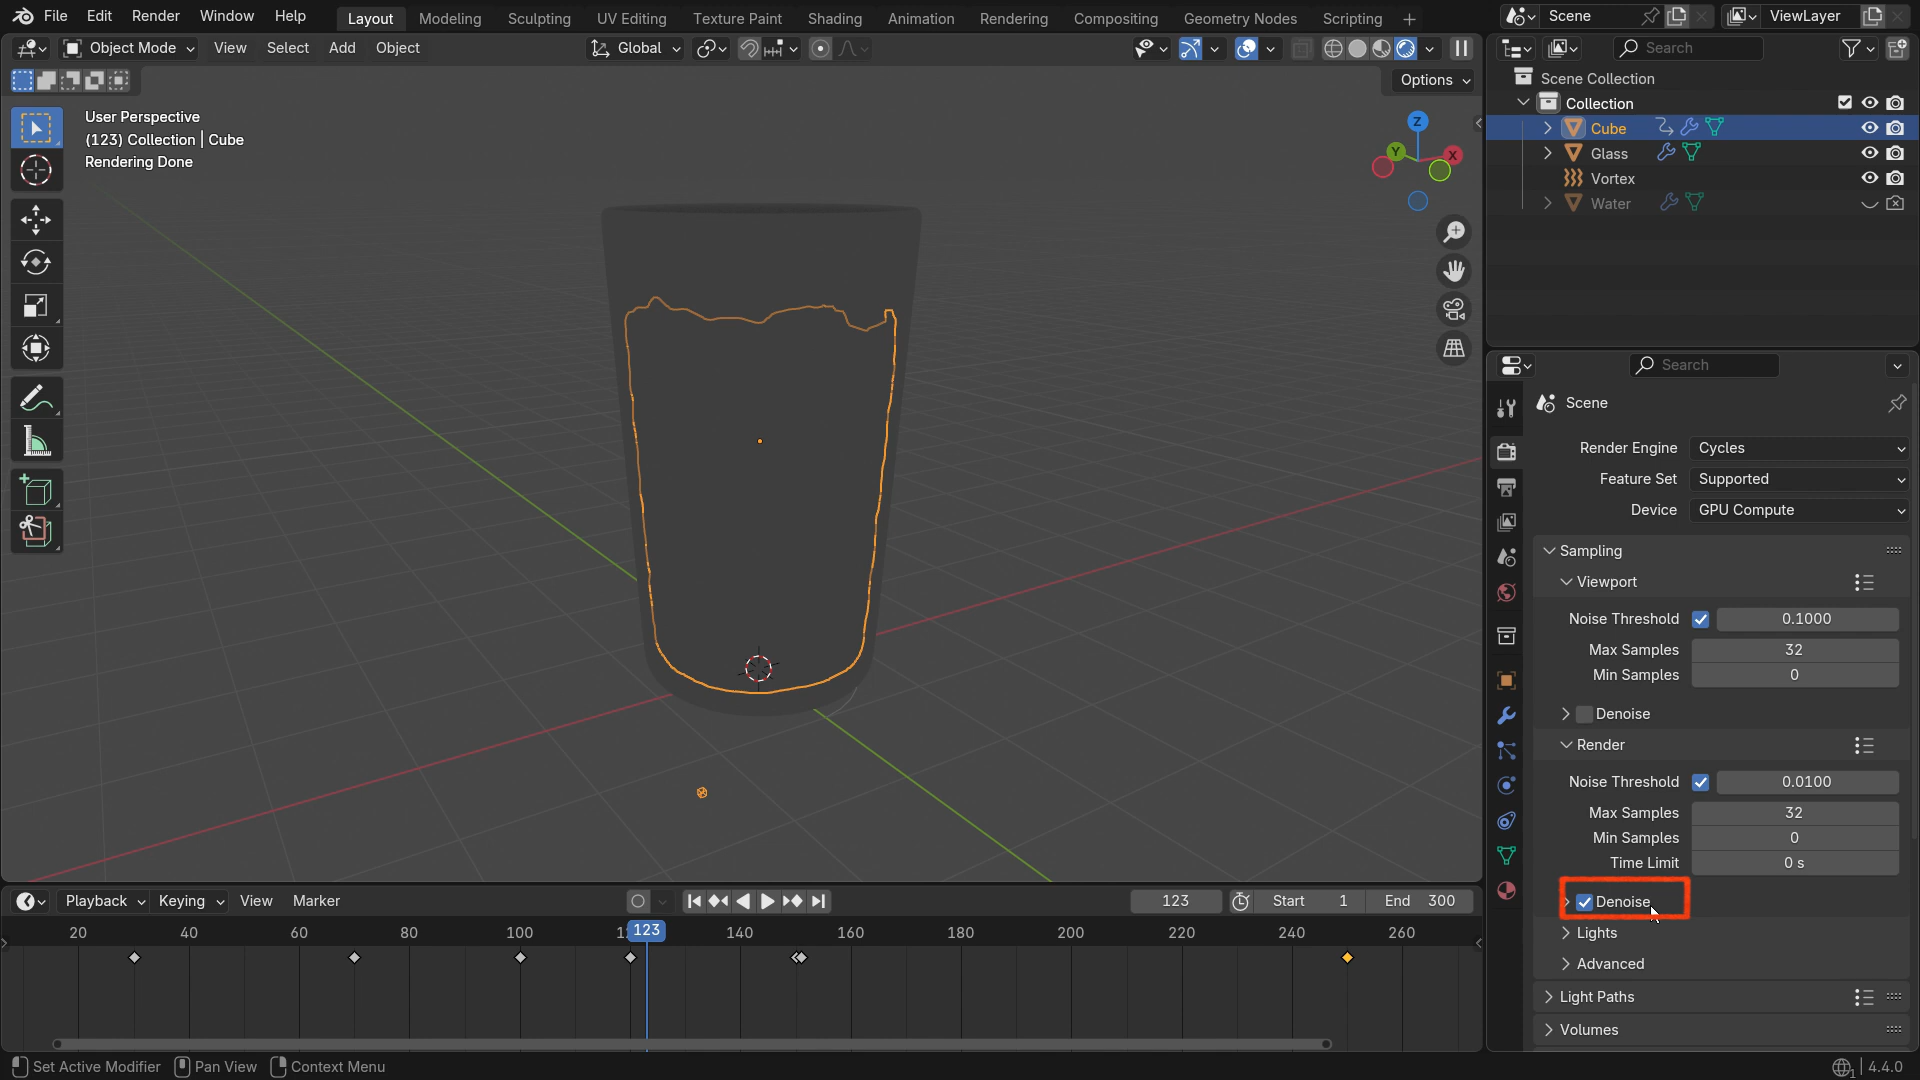 File Edit Render Window Help Layout Modeling Sculpting UV Editing Texture Paint Shading Animation Rendering Compositing Geometry Nodes Scripting + Scene ViewLayer
Object Mode View Select Add Object Global Search
Options
User Perspective
(123) Collection | Cube
Rendering Done
Z
Y
X
Scene Collection
Collection
Cube
Glass
Vortex
Water
Search
Scene
Render Engine Cycles
Feature Set Supported
Device GPU Compute
Sampling
Viewport
Noise Threshold 0.1000
Max Samples 32
Min Samples 0
Denoise
Render
Noise Threshold 0.0100
Max Samples 32
Min Samples 0
Time Limit 0 s
Denoise
Lights
Advanced
Light Paths
Volumes
Playback Keying View Marker 123 Start 1 End 300
20 40 60 80 100 123 140 160 180 200 220 240 260
Set Active Modifier Pan View Context Menu 4.4.0